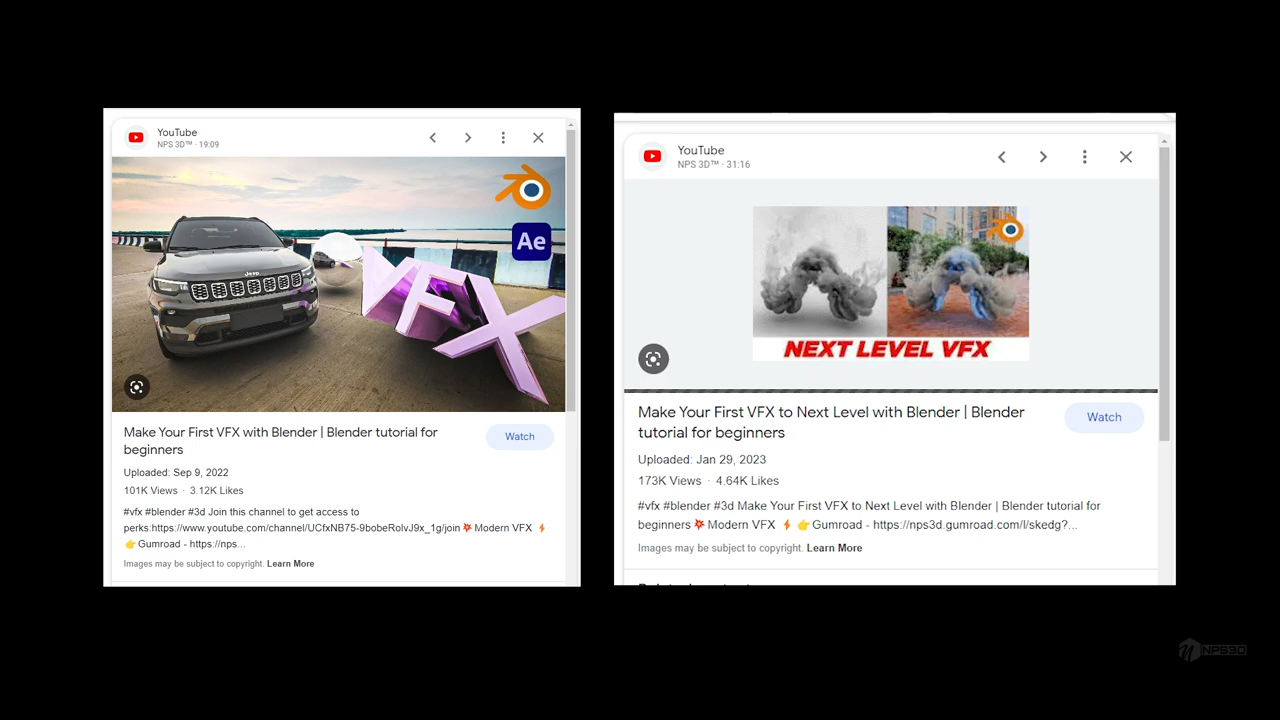 YouTube
NPS 3D™ · 19:09
Ae
Jeep
VFX
Make Your First VFX with Blender | Blender tutorial for
beginners
Watch
Uploaded: Sep 9, 2022
101K Views · 3.12K Likes
#vfx #blender #3d Join this channel to get access to
perks:https://www.youtube.com/channel/UCfxNB75-9bobeRolvJ9x_1g/join 💥 Modern VFX ⚡
👉 Gumroad - https://nps...
Images may be subject to copyright. Learn More
YouTube
NPS 3D™ · 31:16
NEXT LEVEL VFX
Make Your First VFX to Next Level with Blender | Blender
tutorial for beginners
Watch
Uploaded: Jan 29, 2023
173K Views · 4.64K Likes
#vfx #blender #3d Make Your First VFX to Next Level with Blender | Blender tutorial for
beginners 💥 Modern VFX ⚡ 👉 Gumroad - https://nps3d.gumroad.com/l/skedg?...
Images may be subject to copyright. Learn More
NPS3D